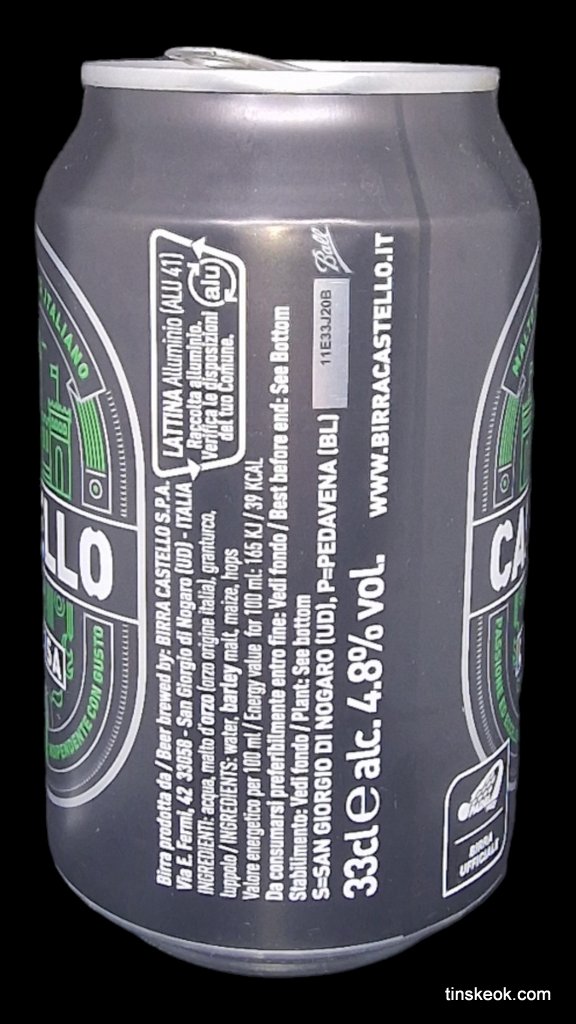 Birra prodotta da / Beer brewed by: BIRRA CASTELLO S.P.A.
Via E. Fermi, 42 33058 - San Giorgio di Nogaro (UD) - ITALIA
INGREDIENTI: acqua, malto d'orzo (orzo origine italia), granturco,
luppolo / INGREDIENTS: water, barley malt, maize, hops
Valore energetico per 100 ml / Energy value for 100 ml: 165 KJ / 39 KCAL
Da consumarsi preferibilmente entro fine: Vedi fondo / Best before end: See Bottom
Stabilimento: Vedi fondo / Plant: See bottom
S=SAN GIORGIO DI NOGARO (UD), P=PEDAVENA (BL)
33cl e alc. 4.8% vol.
WWW.BIRRACASTELLO.IT
LATTINA Alluminio (ALU 41)
Raccolta alluminio.
Verifica le disposizioni
del tuo Comune.
alu
11E33J20B
Ball
ITALIANO
ELLO
SA
INDIPENDENTE CON GUSTO
MALTO
CA
PASSIONE
BIRRA
UFFICIALE
tinskeok.com